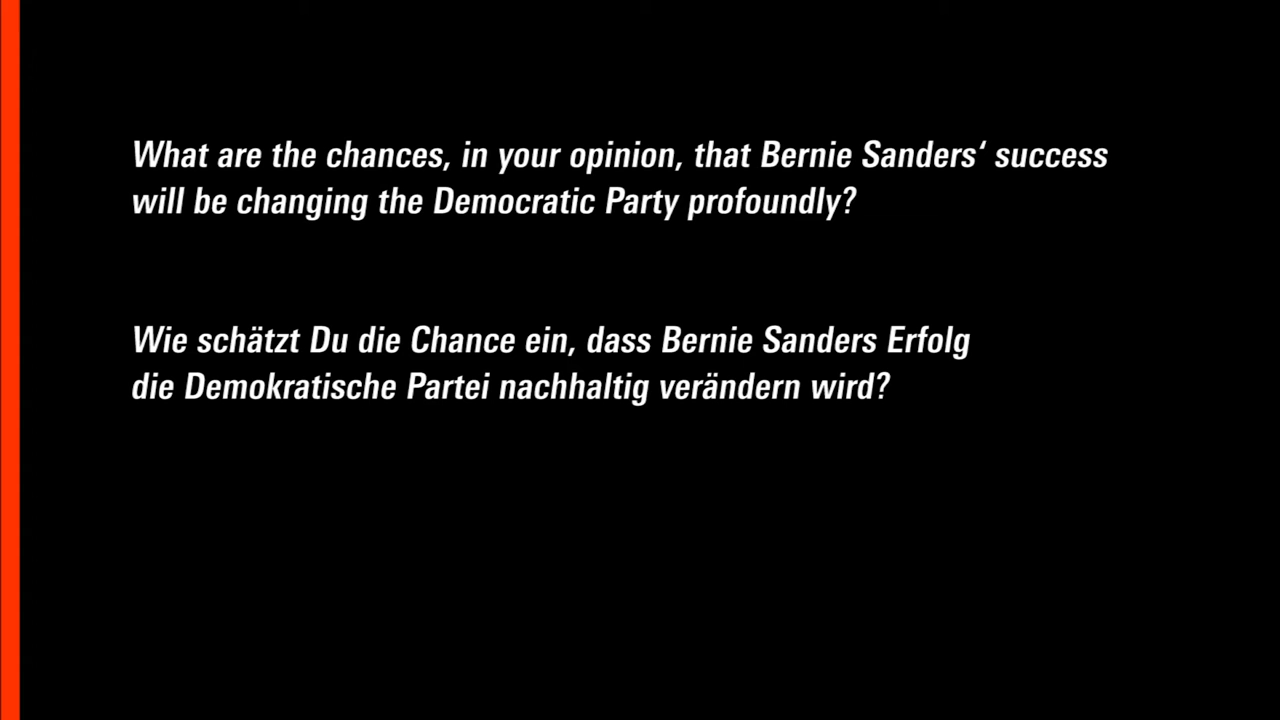 What are the chances, in your opinion, that Bernie Sanders‘ success
will be changing the Democratic Party profoundly?
Wie schätzt Du die Chance ein, dass Bernie Sanders Erfolg
die Demokratische Partei nachhaltig verändern wird?